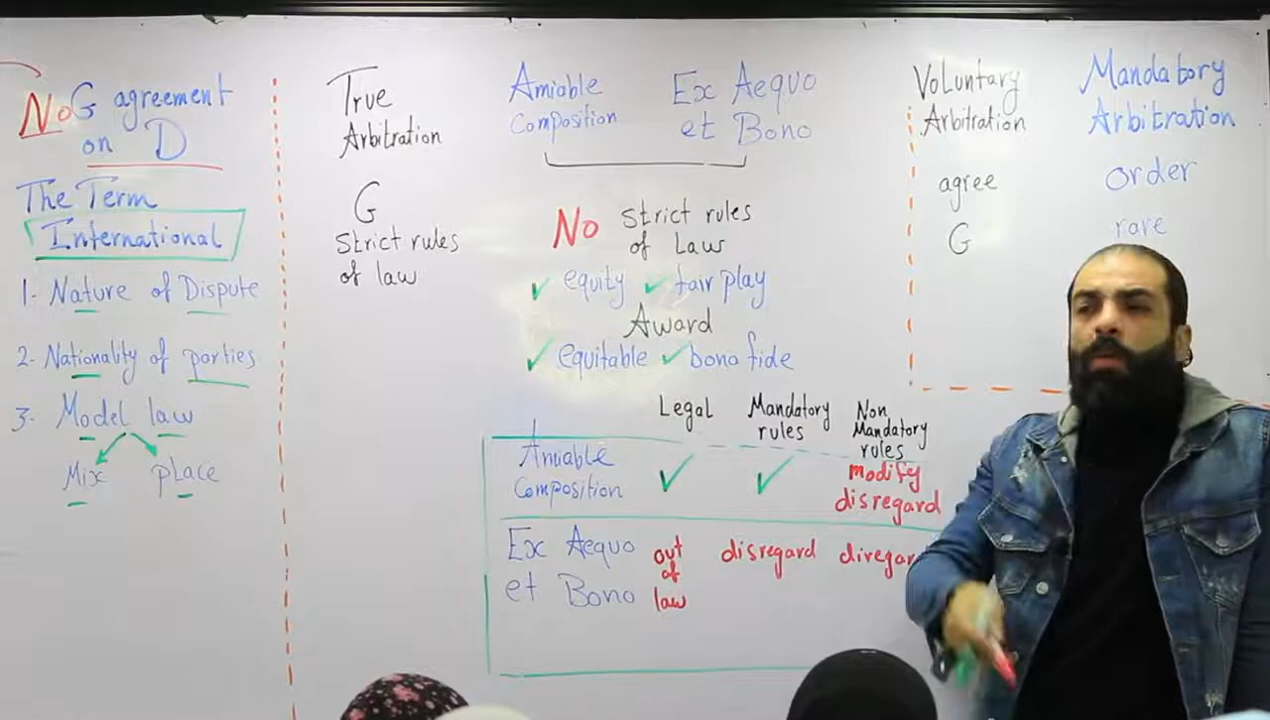 No G agreement
on D
The Term
International
1- Nature of Dispute
2- Nationality of parties
3- Model law
Mix place
True
Arbitration
G
Strict rules
of law
Amiable
Composition
Ex Aequo
et Bono
No strict rules
of Law
equity fair play
Award
equitable bona fide
Legal
Mandatory
rules
Non
Mandatory
rules
Amiable
Composition
modify
disregard
Ex Aequo
et Bono
out
of
law
disregard
Voluntary
Arbitration
agree
G
Mandatory
Arbitration
order
rare